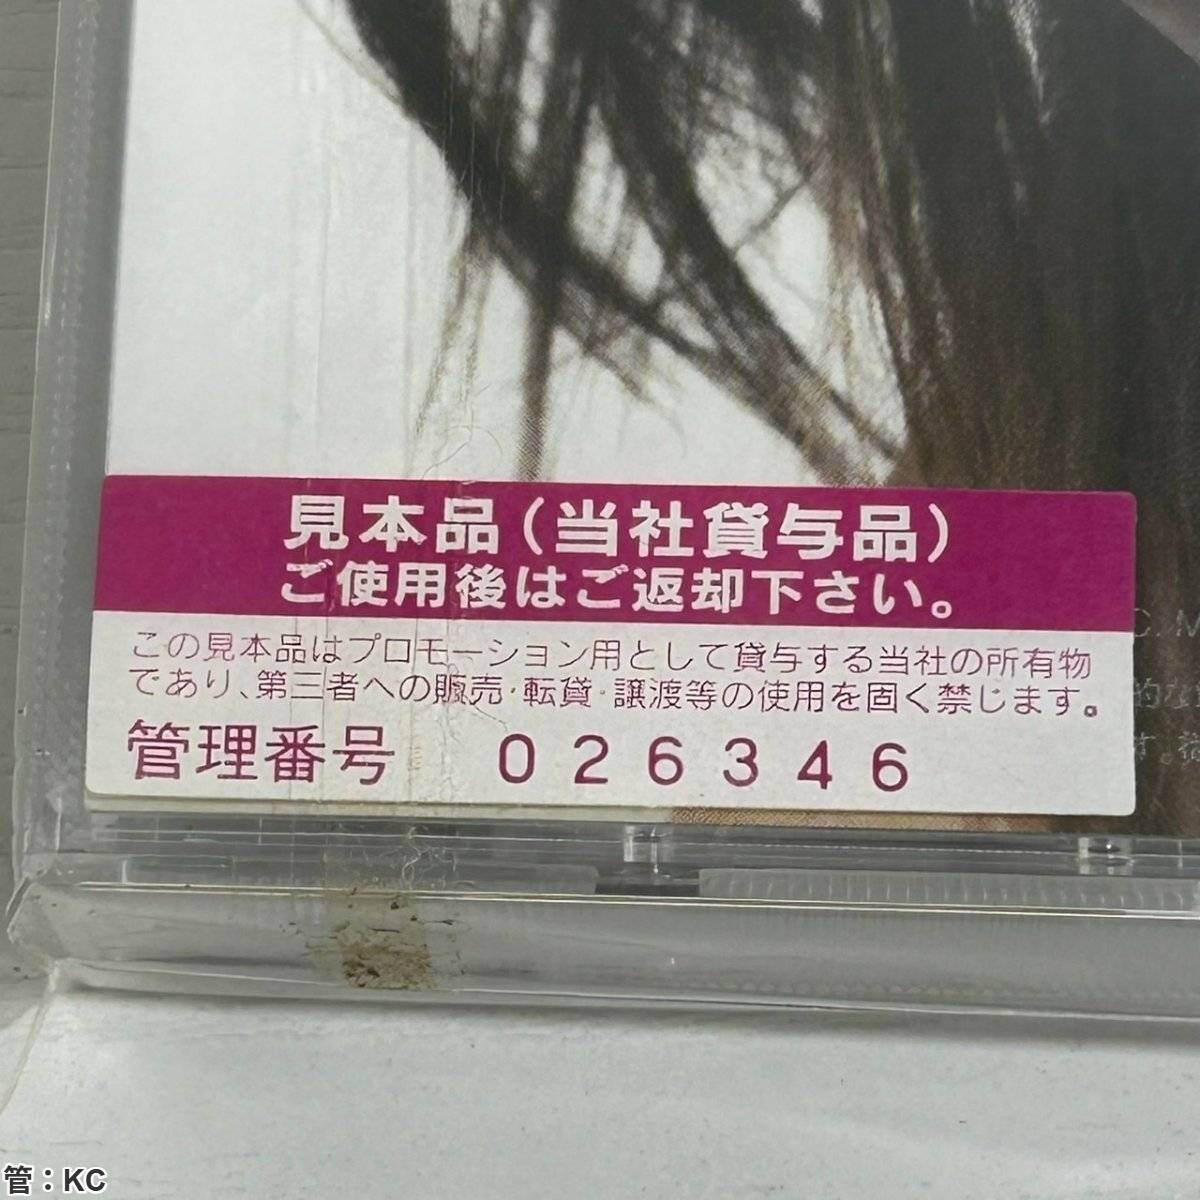 見本品(当社貸与品)
ご使用後はご返却下さい。
この見本品はプロモーション用として貸与する当社の所有物
であり、第三者への販売・転貸・譲渡等の使用を固く禁じます。
管理番号 026346
C. M
的な
す。
管：KC